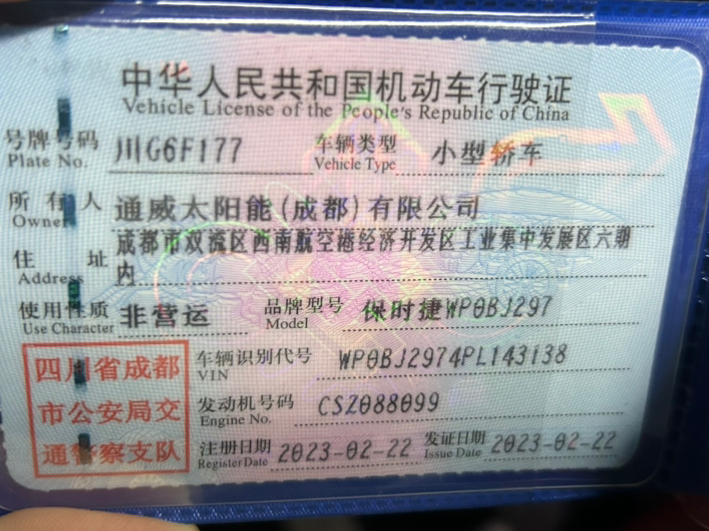 中华人民共和国机动车行驶证
Vehicle License of the People's Republic of China
号牌号码 川G6F177 车辆类型 小型轿车
Plate No. Vehicle Type
所有人 通威太阳能(成都)有限公司
Owner
住址 成都市双流区西南航空港经济开发区工业集中发展区六期
Address 内
使用性质 非营运 品牌型号 保时捷WP0BJ297
Use Character Model
四川省成都
市公安局交
通警察支队
车辆识别代号 WP0BJ2974PL143138
VIN
发动机号码 CSZ088099
Engine No.
注册日期 2023-02-22 发证日期 2023-02-22
Register Date Issue Date